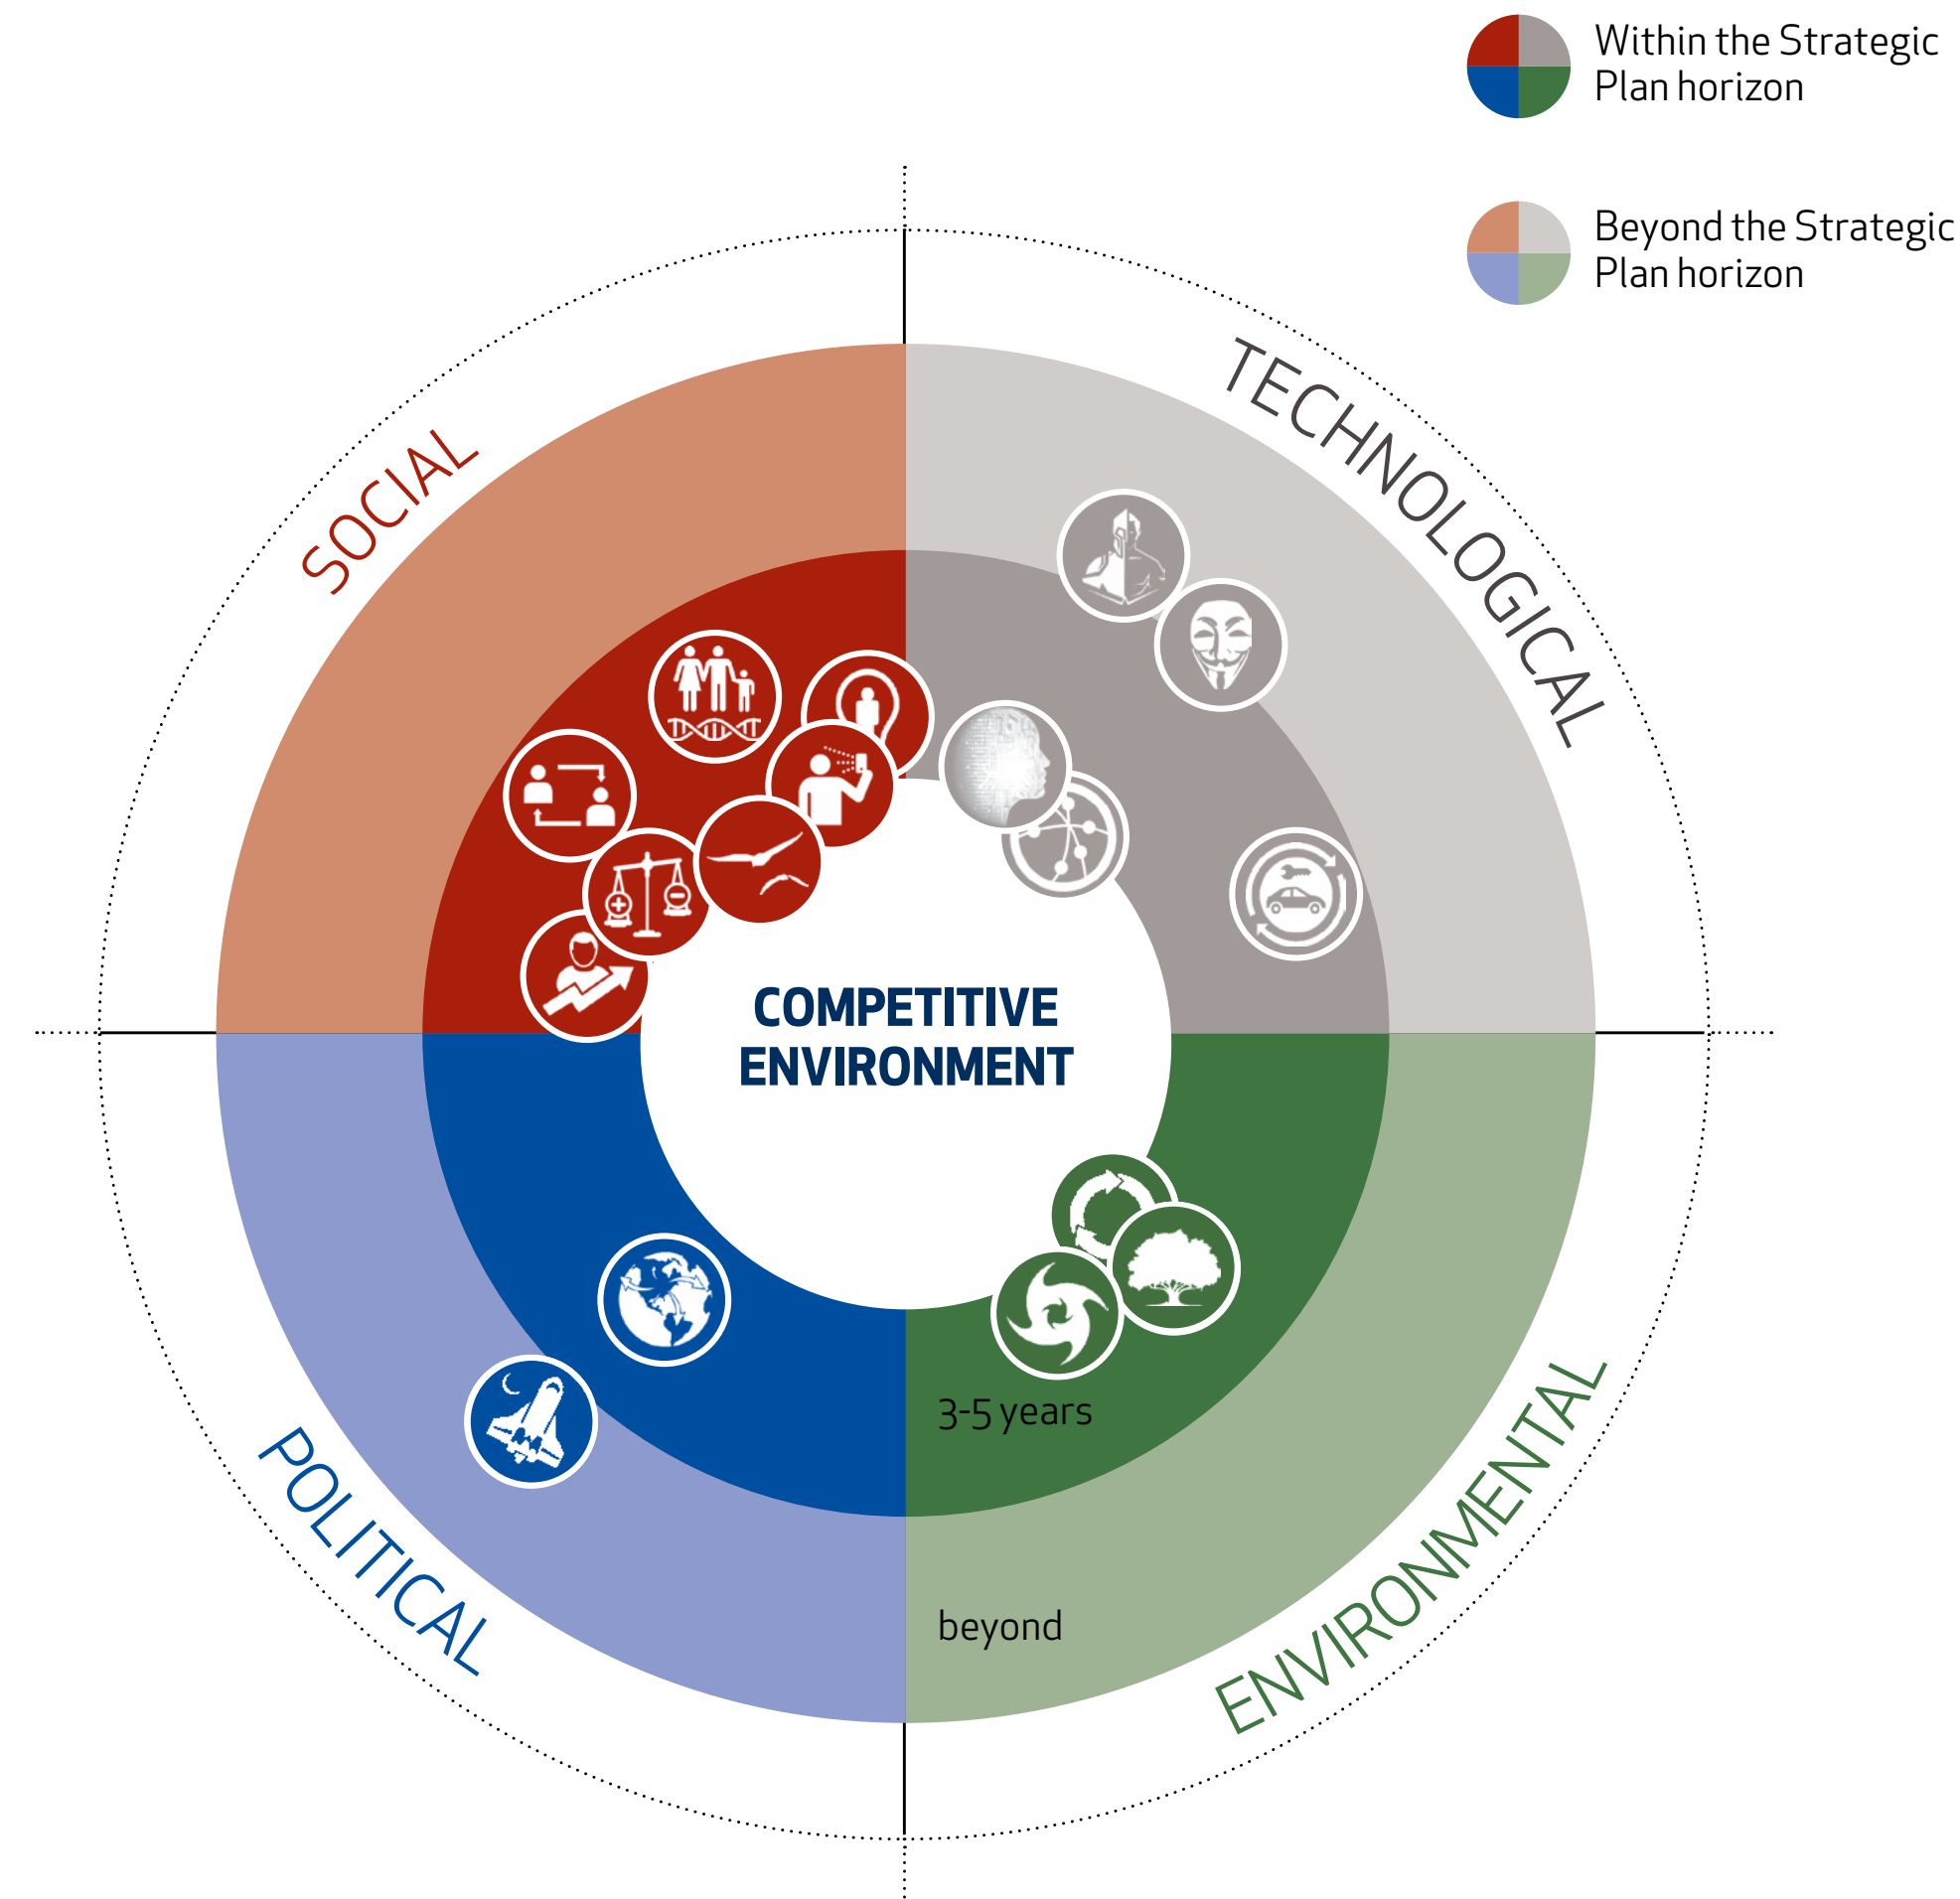 Within the Strategic
Plan horizon
Beyond the Strategic
Plan horizon
SOCIAL
TECHNOLOGICAL
COMPETITIVE
ENVIRONMENT
3-5 years
beyond
POLITICAL
ENVIRONMENTAL